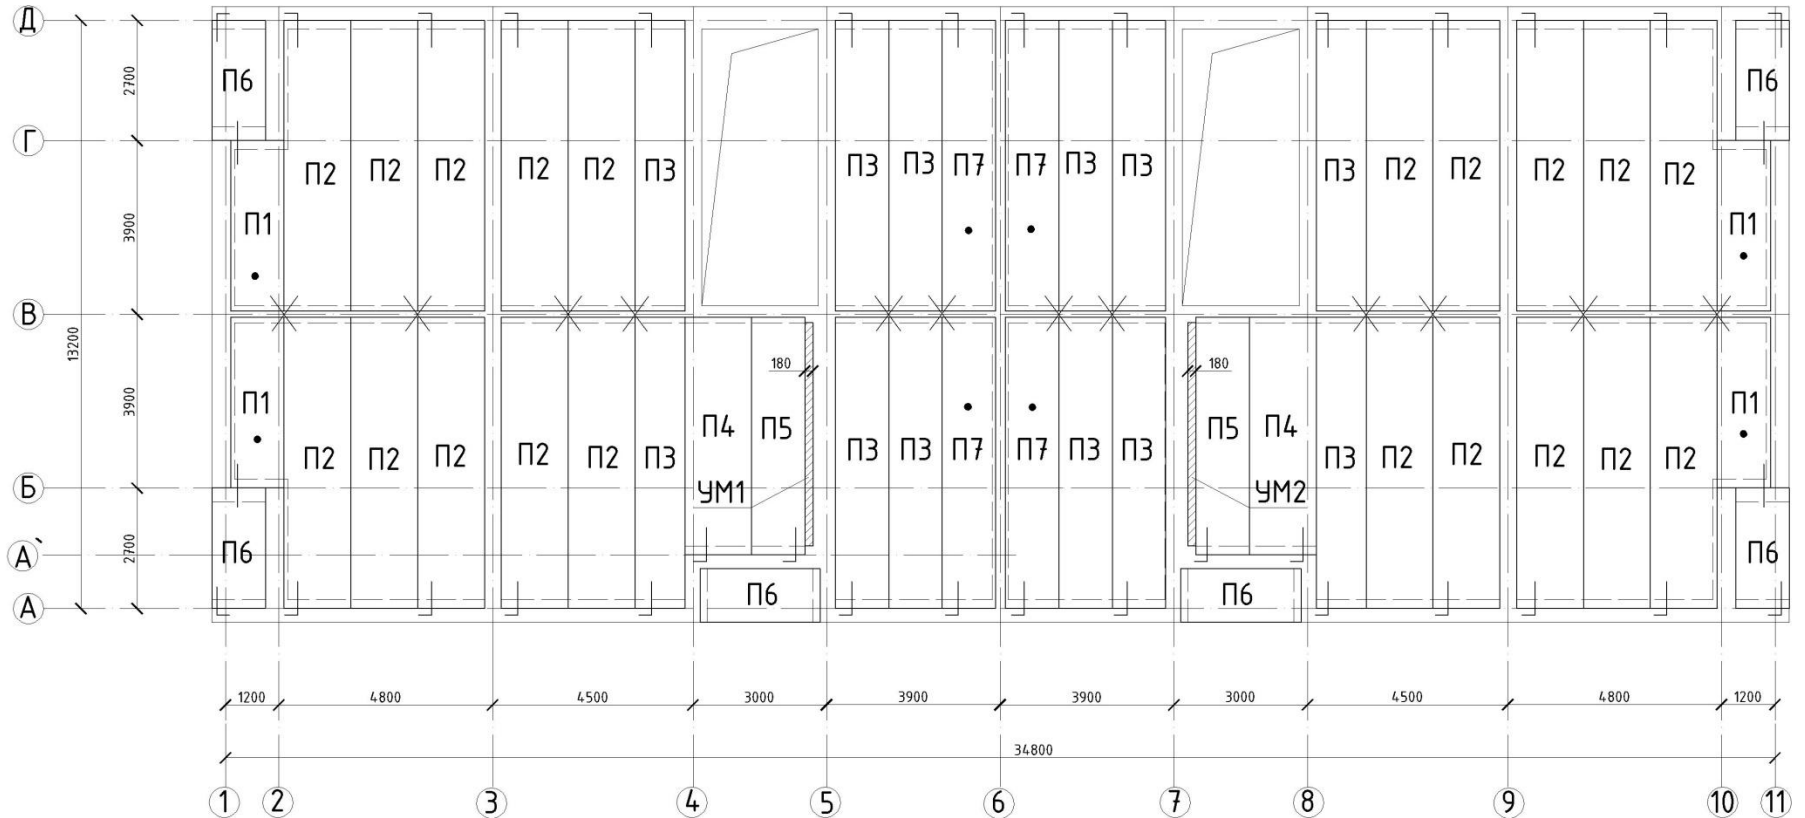 Д
П6 П6
2700
Г
П2 П2 П2 П2 П2 П3 П3 П3 П7 П7 П3 П3 П3 П2 П2 П2 П2 П2
3900
П1 П1
В
13200
180 180
3900
П1 П1
П4 П5 П5 П4
П2 П2 П2 П2 П2 П3 П3 П3 П7 П7 П3 П3 П3 П2 П2 П2 П2 П2
Б
УМ1 УМ2
2700
А`
П6 П6
П6 П6
А
1200 4800 4500 3000 3900 3900 3000 4500 4800 1200
34800
1 2 3 4 5 6 7 8 9 10 11